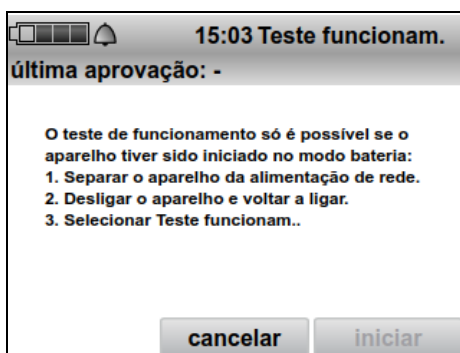 15:03 Teste funcionam.
última aprovação: -
O teste de funcionamento só é possível se o
aparelho tiver sido iniciado no modo bateria:
1. Separar o aparelho da alimentação de rede.
2. Desligar o aparelho e voltar a ligar.
3. Selecionar Teste funcionam..
cancelar
iniciar